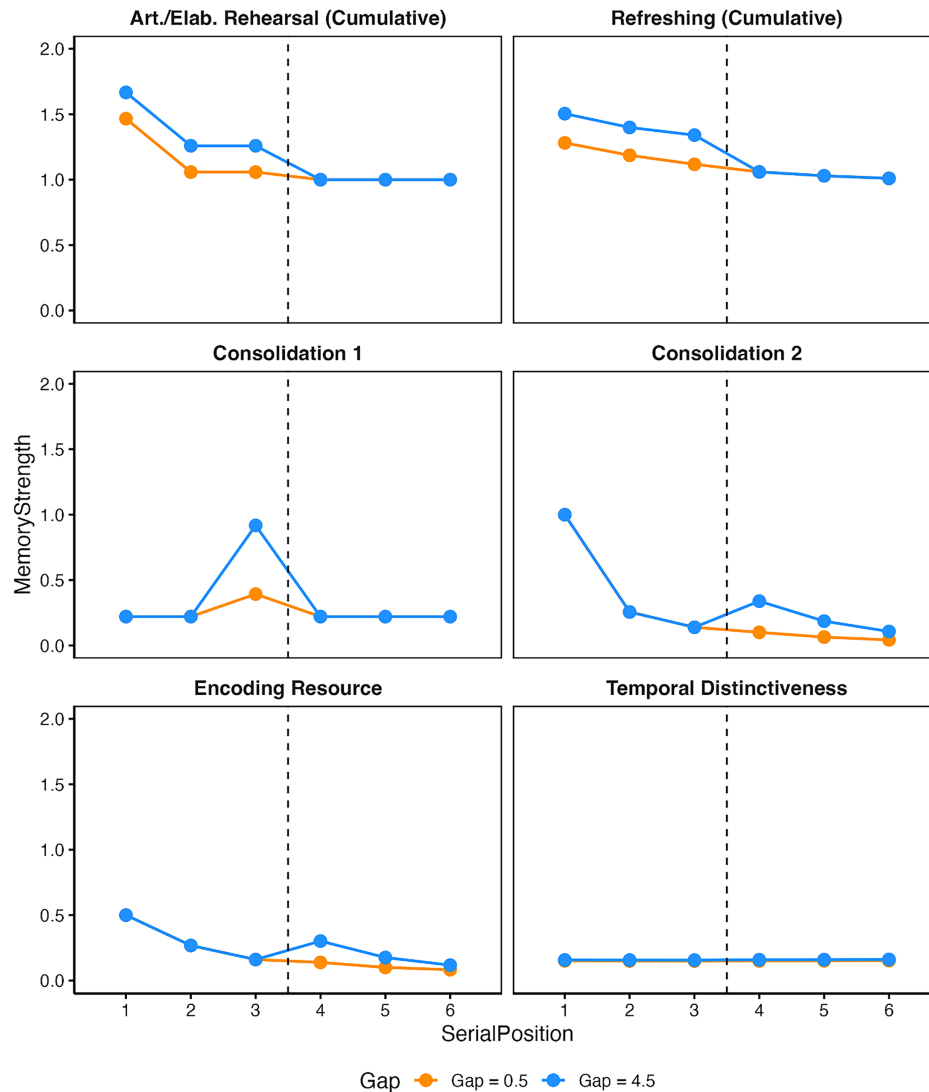 Art./Elab. Rehearsal (Cumulative) Refreshing (Cumulative)
2.0
1.5
1.0
0.5
0.0
Consolidation 1 Consolidation 2
2.0
1.5
1.0
0.5
0.0
MemoryStrength
Encoding Resource Temporal Distinctiveness
2.0
1.5
1.0
0.5
0.0
1 2 3 4 5 6 1 2 3 4 5 6
SerialPosition
Gap Gap = 0.5 Gap = 4.5